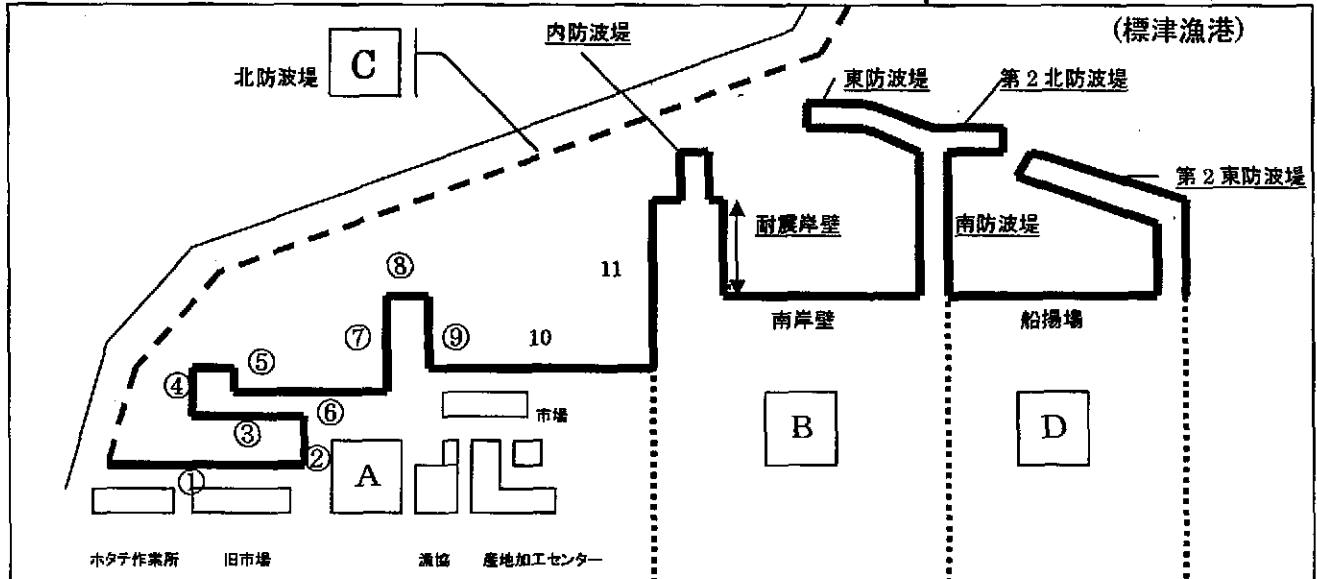 (標津漁港)
内防波堤
北防波堤
C
東防波堤
第2北防波堤
第2東防波堤
耐震岸壁
南防波堤
⑧
11
南岸壁
船揚場
⑦
⑨
10
⑤
④
⑥
市場
③
B
D
②
A
①
ホタテ作業所
旧市場
漁協
産地加工センター